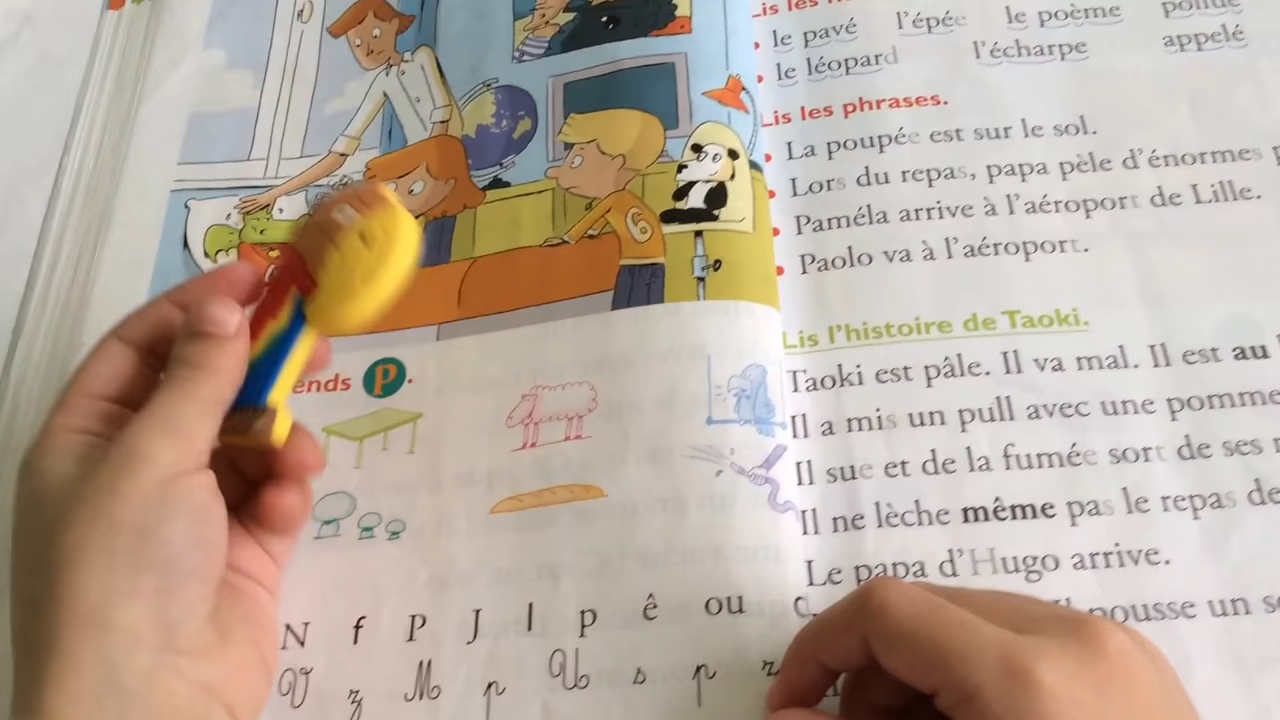 Lis les
le pavé l'épée le poème
le léopard l'écharpe appelé
Lis les phrases.
La poupée est sur le sol.
Lors du repas, papa pèle d'énormes
Paméla arrive à l'aéroport de Lille.
Paolo va à l'aéroport.
6
Lis l'histoire de Taoki.
Taoki est pâle. Il va mal. Il est au
Il a mis un pull avec une pomme
Il sue et de la fumée sort de ses
Il ne lèche même pas le repas de
Le papa d'Hugo arrive.
pousse un
ends p.
N f P J l p ê ou
V z M p U s p z